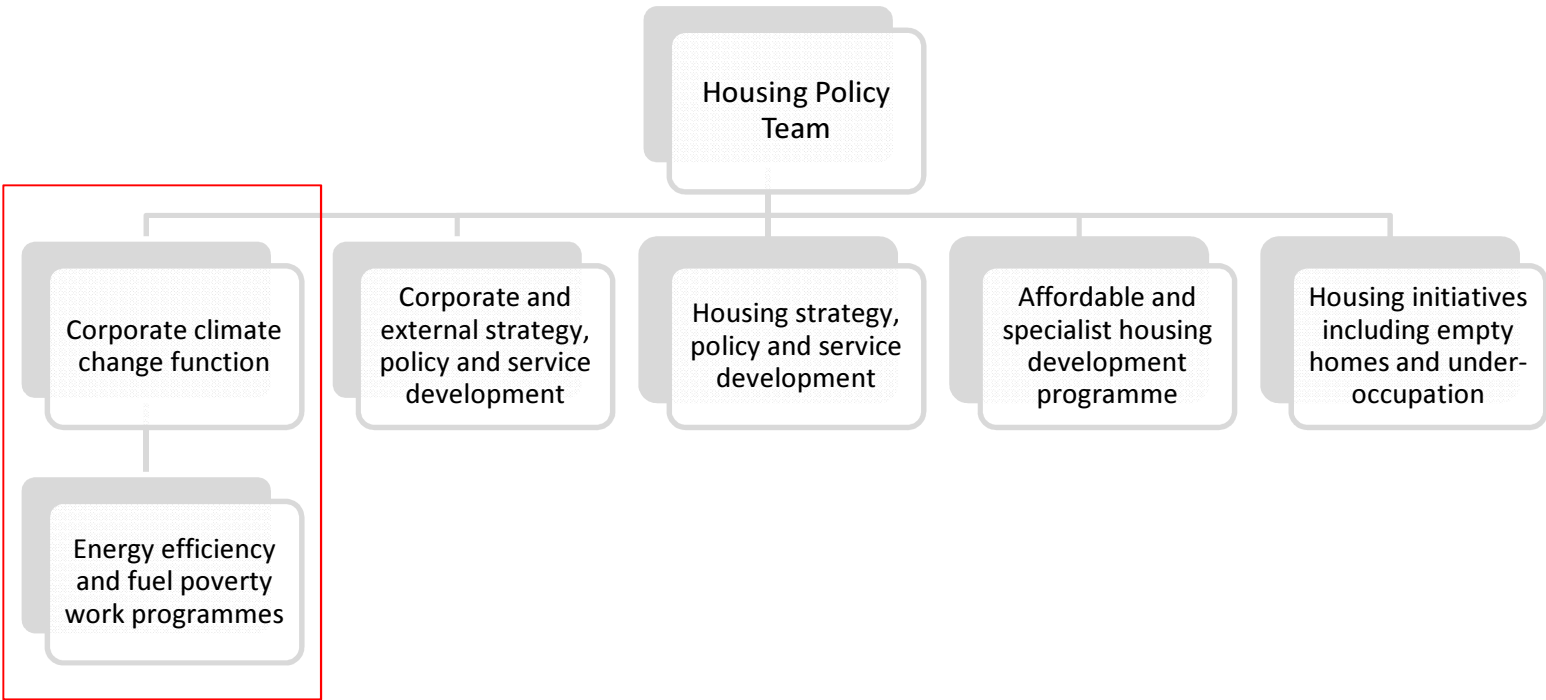 Housing Policy
Team
Corporate climate
change function
Corporate and
external strategy,
policy and service
development
Housing strategy,
policy and service
development
Affordable and
specialist housing
development
programme
Housing initiatives
including empty
homes and under-
occupation
Energy efficiency
and fuel poverty
work programmes